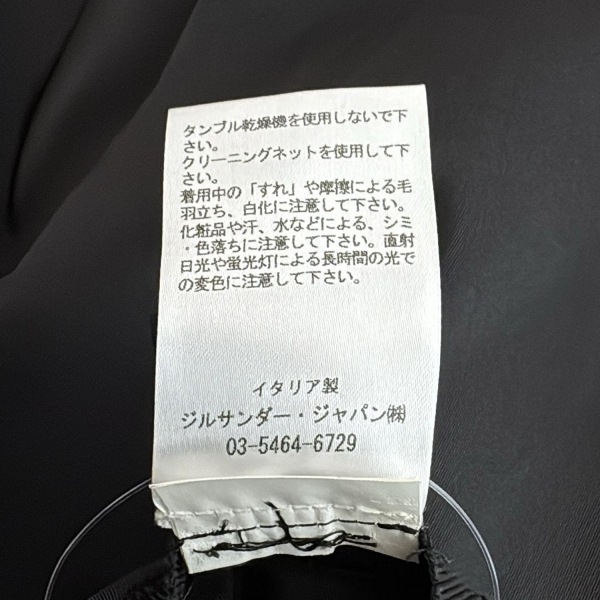 タンブル乾燥機を使用しないで下
さい。
クリーニングネットを使用して下
さい。
着用中の「すれ」や摩擦による毛
羽立ち、白化に注意して下さい。
化粧品や汗、水などによる、シミ
・色落ちに注意して下さい。直射
日光や蛍光灯による長時間の光で
の変色に注意して下さい。
イタリア製
ジルサンダー・ジャパン㈱
03-5464-6729